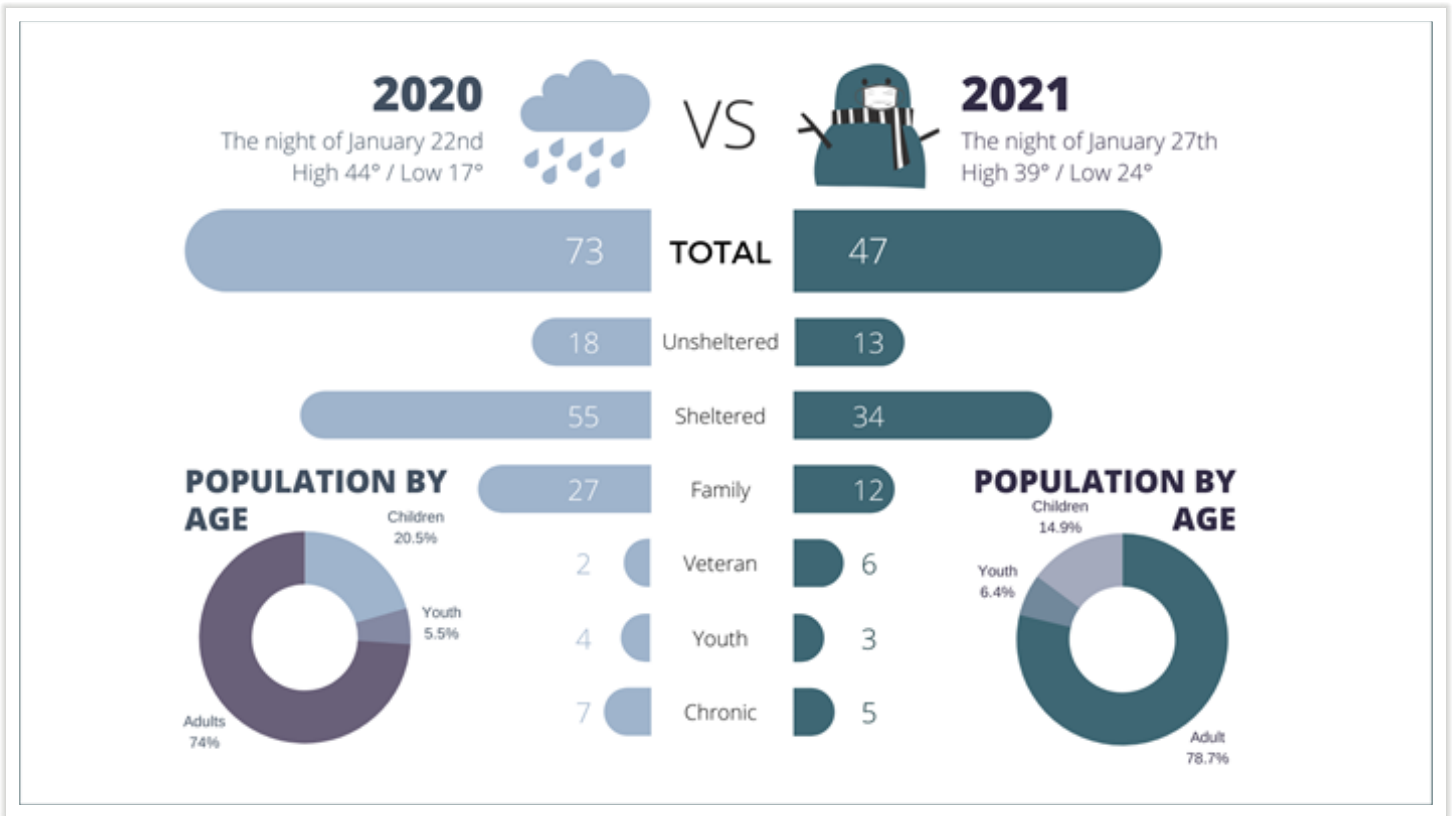 2020
The night of January 22nd
High 44° / Low 17°
VS
2021
The night of January 27th
High 39° / Low 24°
73 TOTAL 47
18 Unsheltered 13
55 Sheltered 34
27 Family 12
2 Veteran 6
4 Youth 3
7 Chronic 5
POPULATION BY
AGE
Children
20.5%
Youth
5.5%
Adults
74%
POPULATION BY
AGE
Children
14.9%
Youth
6.4%
Adult
78.7%